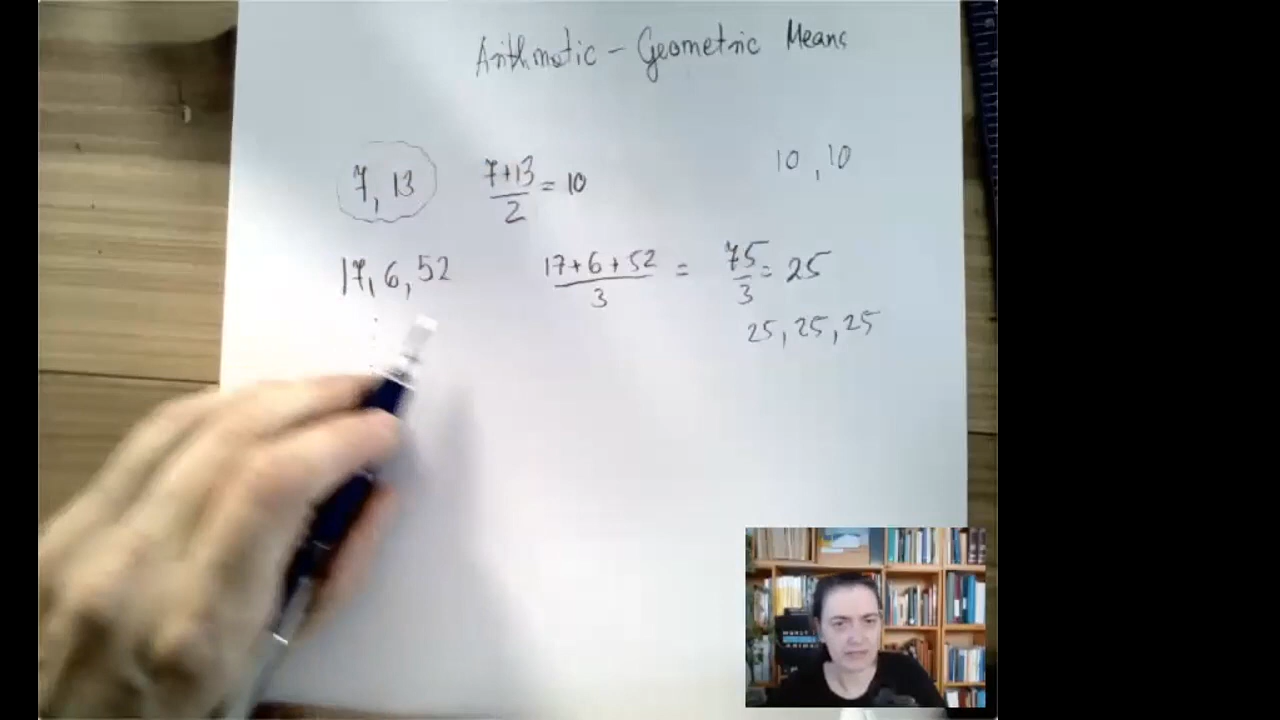 Arithmetic - Geometric Means
7, 13 7+13/2 = 10 10, 10
17, 6, 52 17+6+52/3 = 75/3 = 25
25, 25, 25